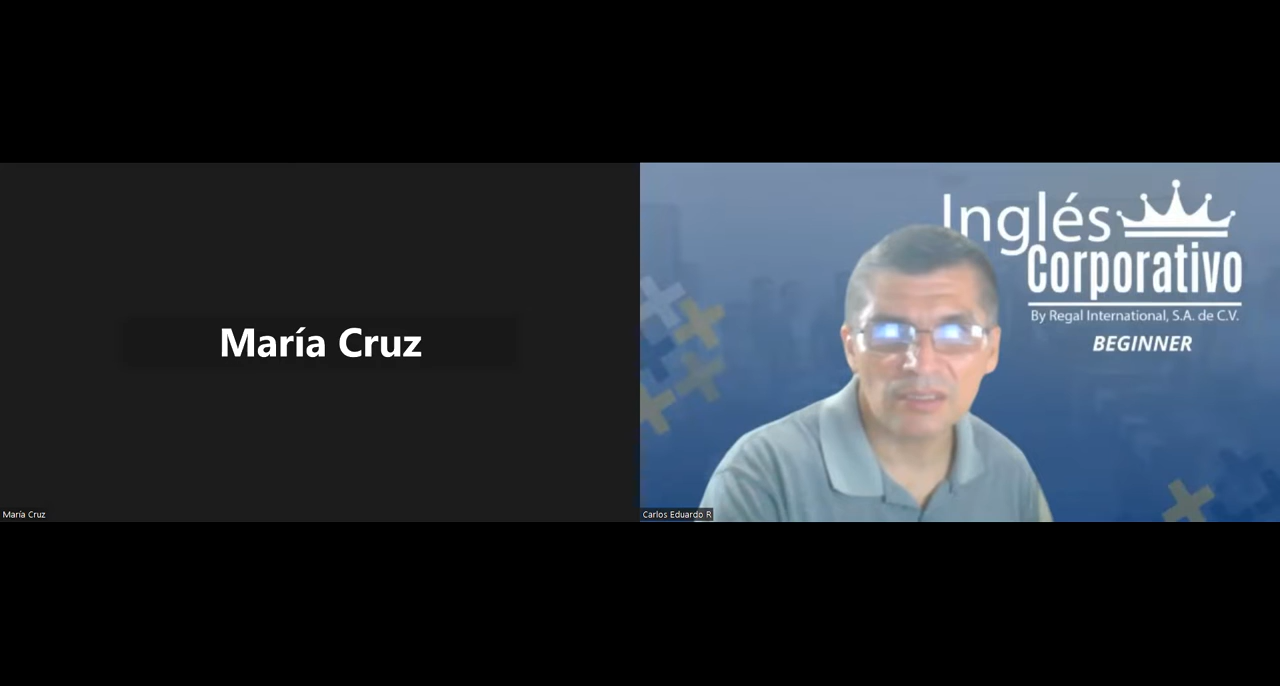 María Cruz
María Cruz
Inglés
Corporativo
By Regal International, S.A. de C.V.
BEGINNER
Carlos Eduardo R